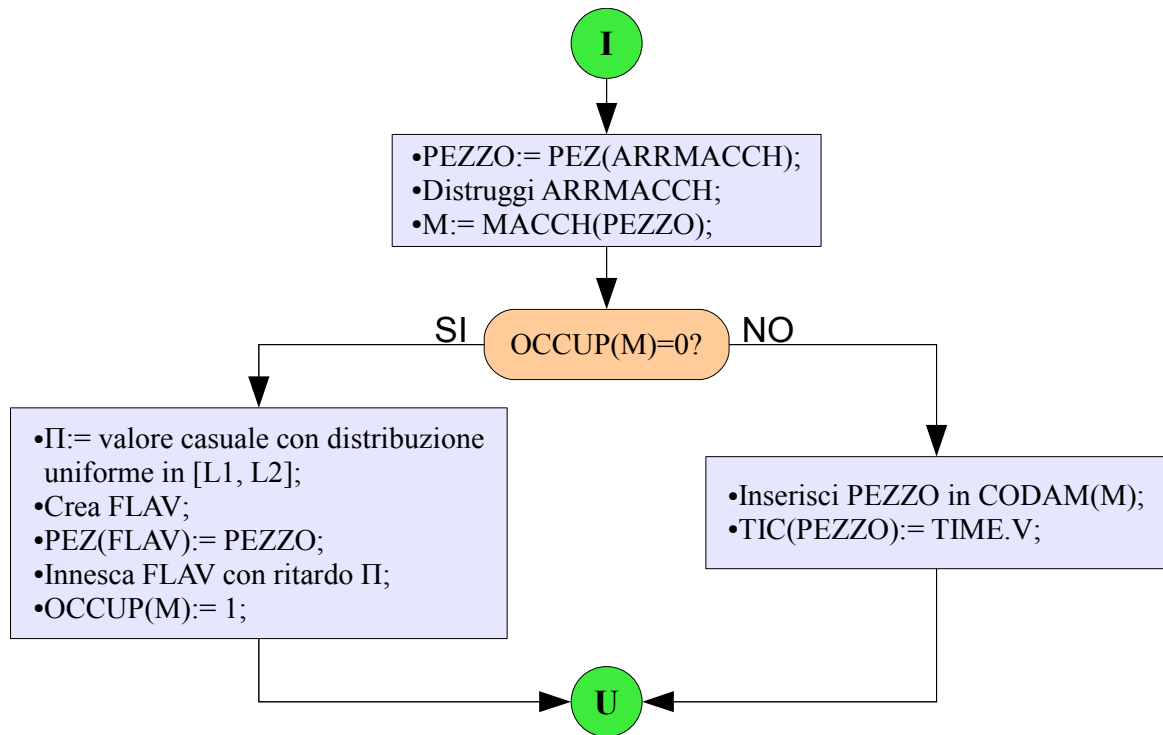 I
•PEZZO:= PEZ(ARRMACCH);
•Distruggi ARRMACCH;
•M:= MACCH(PEZZO);
SI
OCCUP(M)=0?
NO
•Π:= valore casuale con distribuzione
uniforme in [L1, L2];
•Crea FLAV;
•PEZ(FLAV):= PEZZO;
•Innesca FLAV con ritardo Π;
•OCCUP(M):= 1;
•Inserisci PEZZO in CODAM(M);
•TIC(PEZZO):= TIME.V;
U